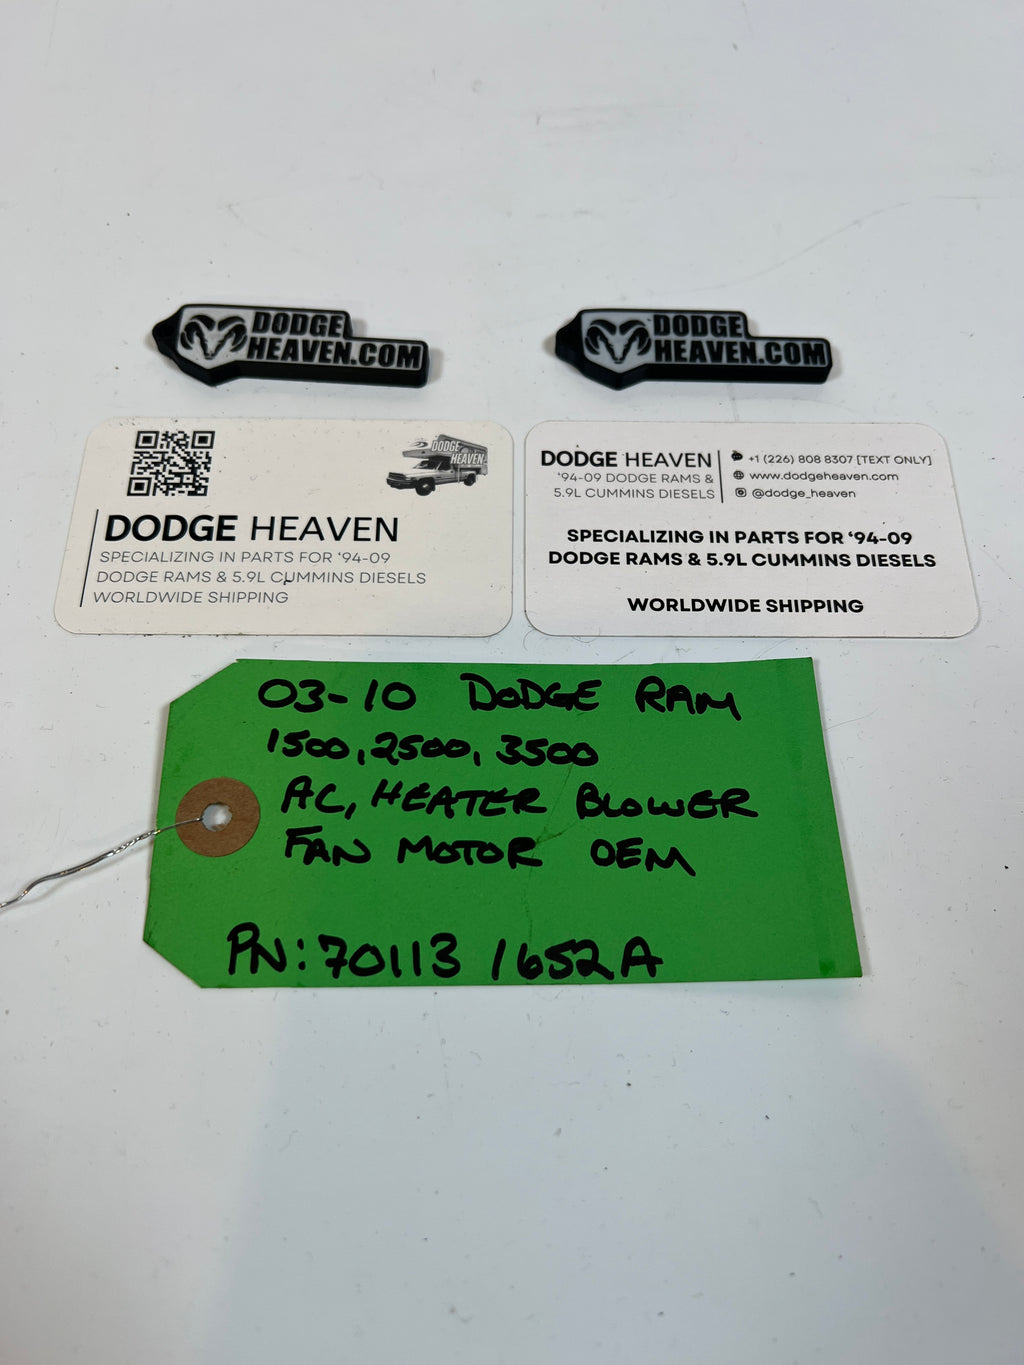 DODGE
HEAVEN.COM
DODGE
HEAVEN.COM
DODGE
HEAVEN
DODGE HEAVEN
SPECIALIZING IN PARTS FOR ‘94-09
DODGE RAMS & 5.9L CUMMINS DIESELS
WORLDWIDE SHIPPING
DODGE HEAVEN
‘94-09 DODGE RAMS &
5.9L CUMMINS DIESELS
+1 (226) 808 8307 [TEXT ONLY]
www.dodgeheaven.com
@dodge_heaven
SPECIALIZING IN PARTS FOR ‘94-09
DODGE RAMS & 5.9L CUMMINS DIESELS
WORLDWIDE SHIPPING
03-10 DODGE RAM
1500, 2500, 3500
AC, HEATER BLOWER
FAN MOTOR OEM
PN: 70113 1652A